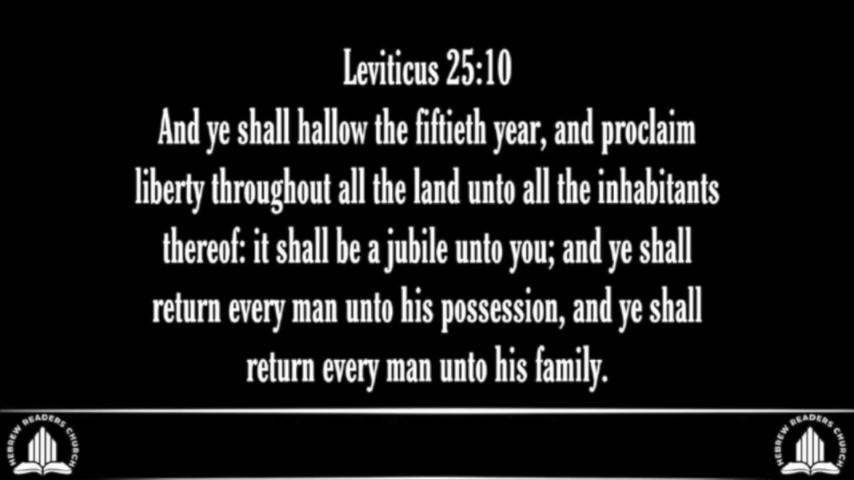 Leviticus 25:10
And ye shall hallow the fiftieth year, and proclaim
liberty throughout all the land unto all the inhabitants
thereof: it shall be a jubile unto you; and ye shall
return every man unto his possession, and ye shall
return every man unto his family.
HEBREW READERS CHURCH
HEBREW READERS CHURCH